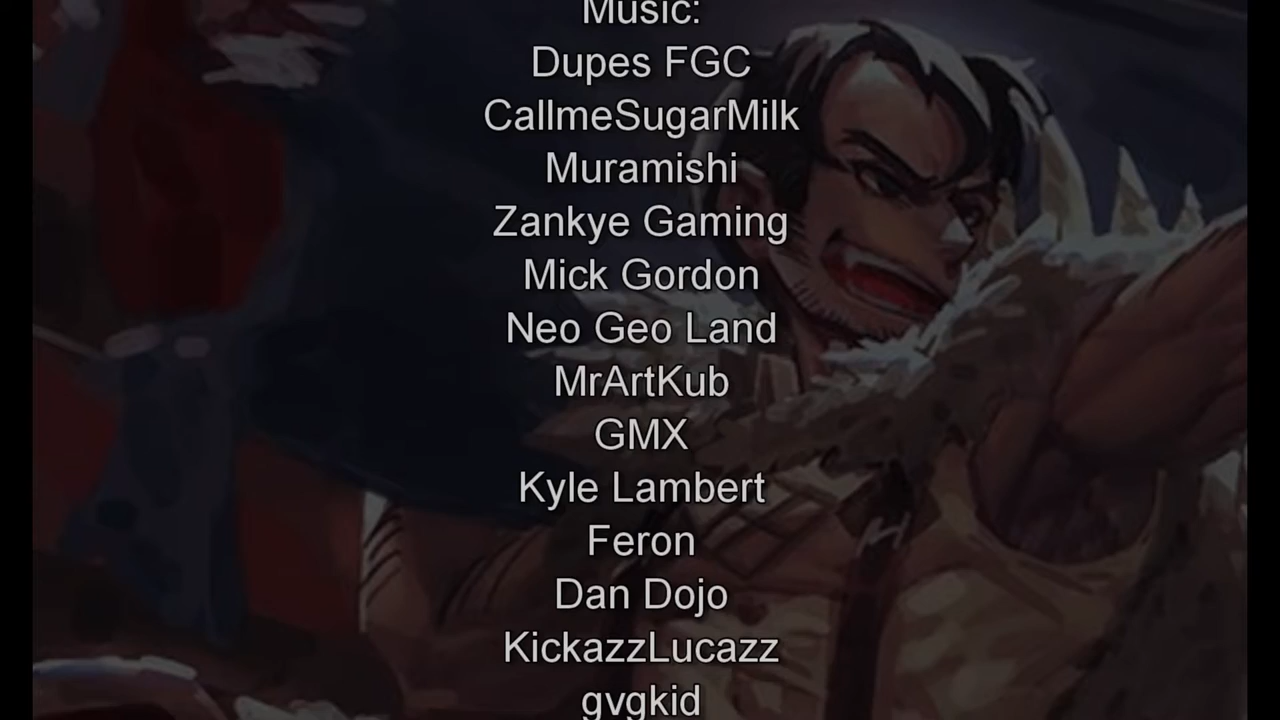 Music:
Dupes FGC
CallmeSugarMilk
Muramishi
Zankye Gaming
Mick Gordon
Neo Geo Land
MrArtKub
GMX
Kyle Lambert
Feron
Dan Dojo
KickazzLucazz
gvgkid